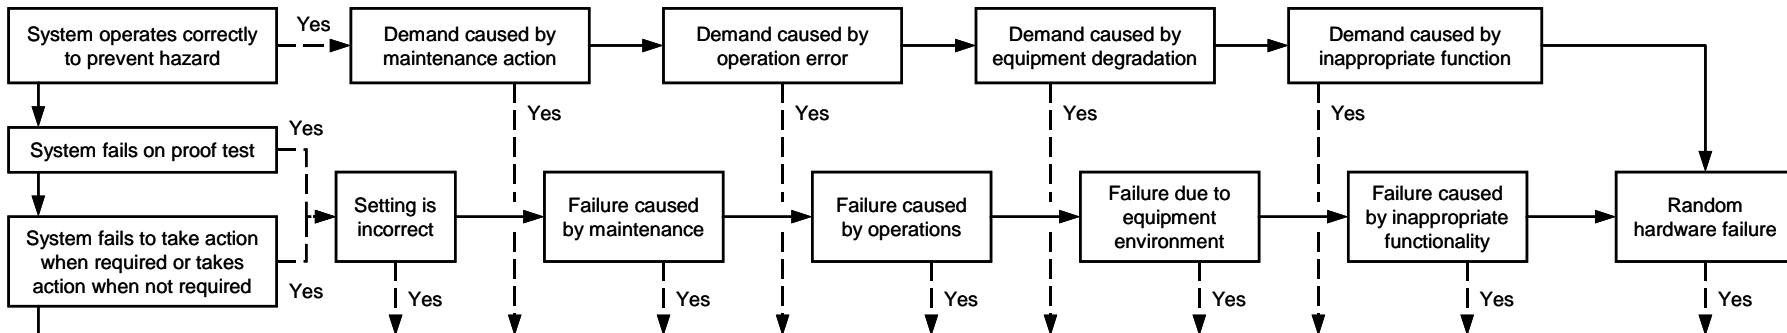 System operates correctly
to prevent hazard
Yes
Demand caused by
maintenance action
Demand caused by
operation error
Demand caused by
equipment degradation
Demand caused by
inappropriate function
Yes
Yes
Yes
Yes
System fails on proof test
Yes
System fails to take action
when required or takes
action when not required
Yes
Setting is
incorrect
Failure caused
by maintenance
Failure caused
by operations
Failure due to
equipment
environment
Failure caused
by inappropriate
functionality
Random
hardware failure
Yes
Yes
Yes
Yes
Yes
Yes